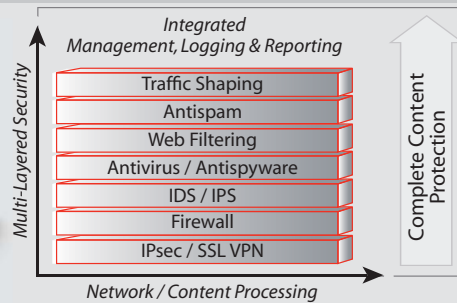 Integrated
Management, Logging & Reporting
Multi-Layered Security
Traffic Shaping
Antispam
Web Filtering
Antivirus / Antispyware
IDS / IPS
Firewall
IPsec / SSL VPN
Network / Content Processing
Complete Content
Protection